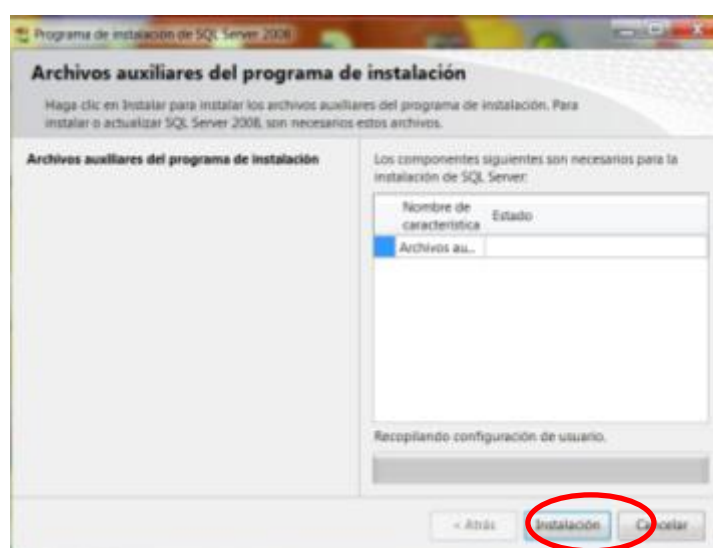 Programa de instalación de SQL Server 2008
Archivos auxiliares del programa de instalación
Haga clic en Instalar para instalar los archivos auxiliares del programa de instalación. Para
instalar o actualizar SQL Server 2008, son necesarios estos archivos.
Archivos auxiliares del programa de instalación
Los componentes siguientes son necesarios para la
instalación de SQL Server:
Nombre de
característica
Estado
Archivos au...
Recopilando configuración de usuario.
< Atrás
Instalación
Cancelar